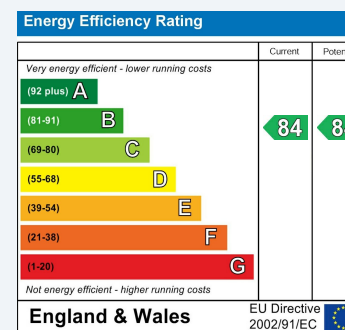 Energy Efficiency Rating
Current
Very energy efficient - lower running costs
(92 plus) A
(81-91) B
84
(69-80) C
(55-68) D
(39-54) E
(21-38) F
(1-20) G
Not energy efficient - higher running costs
England & Wales
EU Directive
2002/91/EC